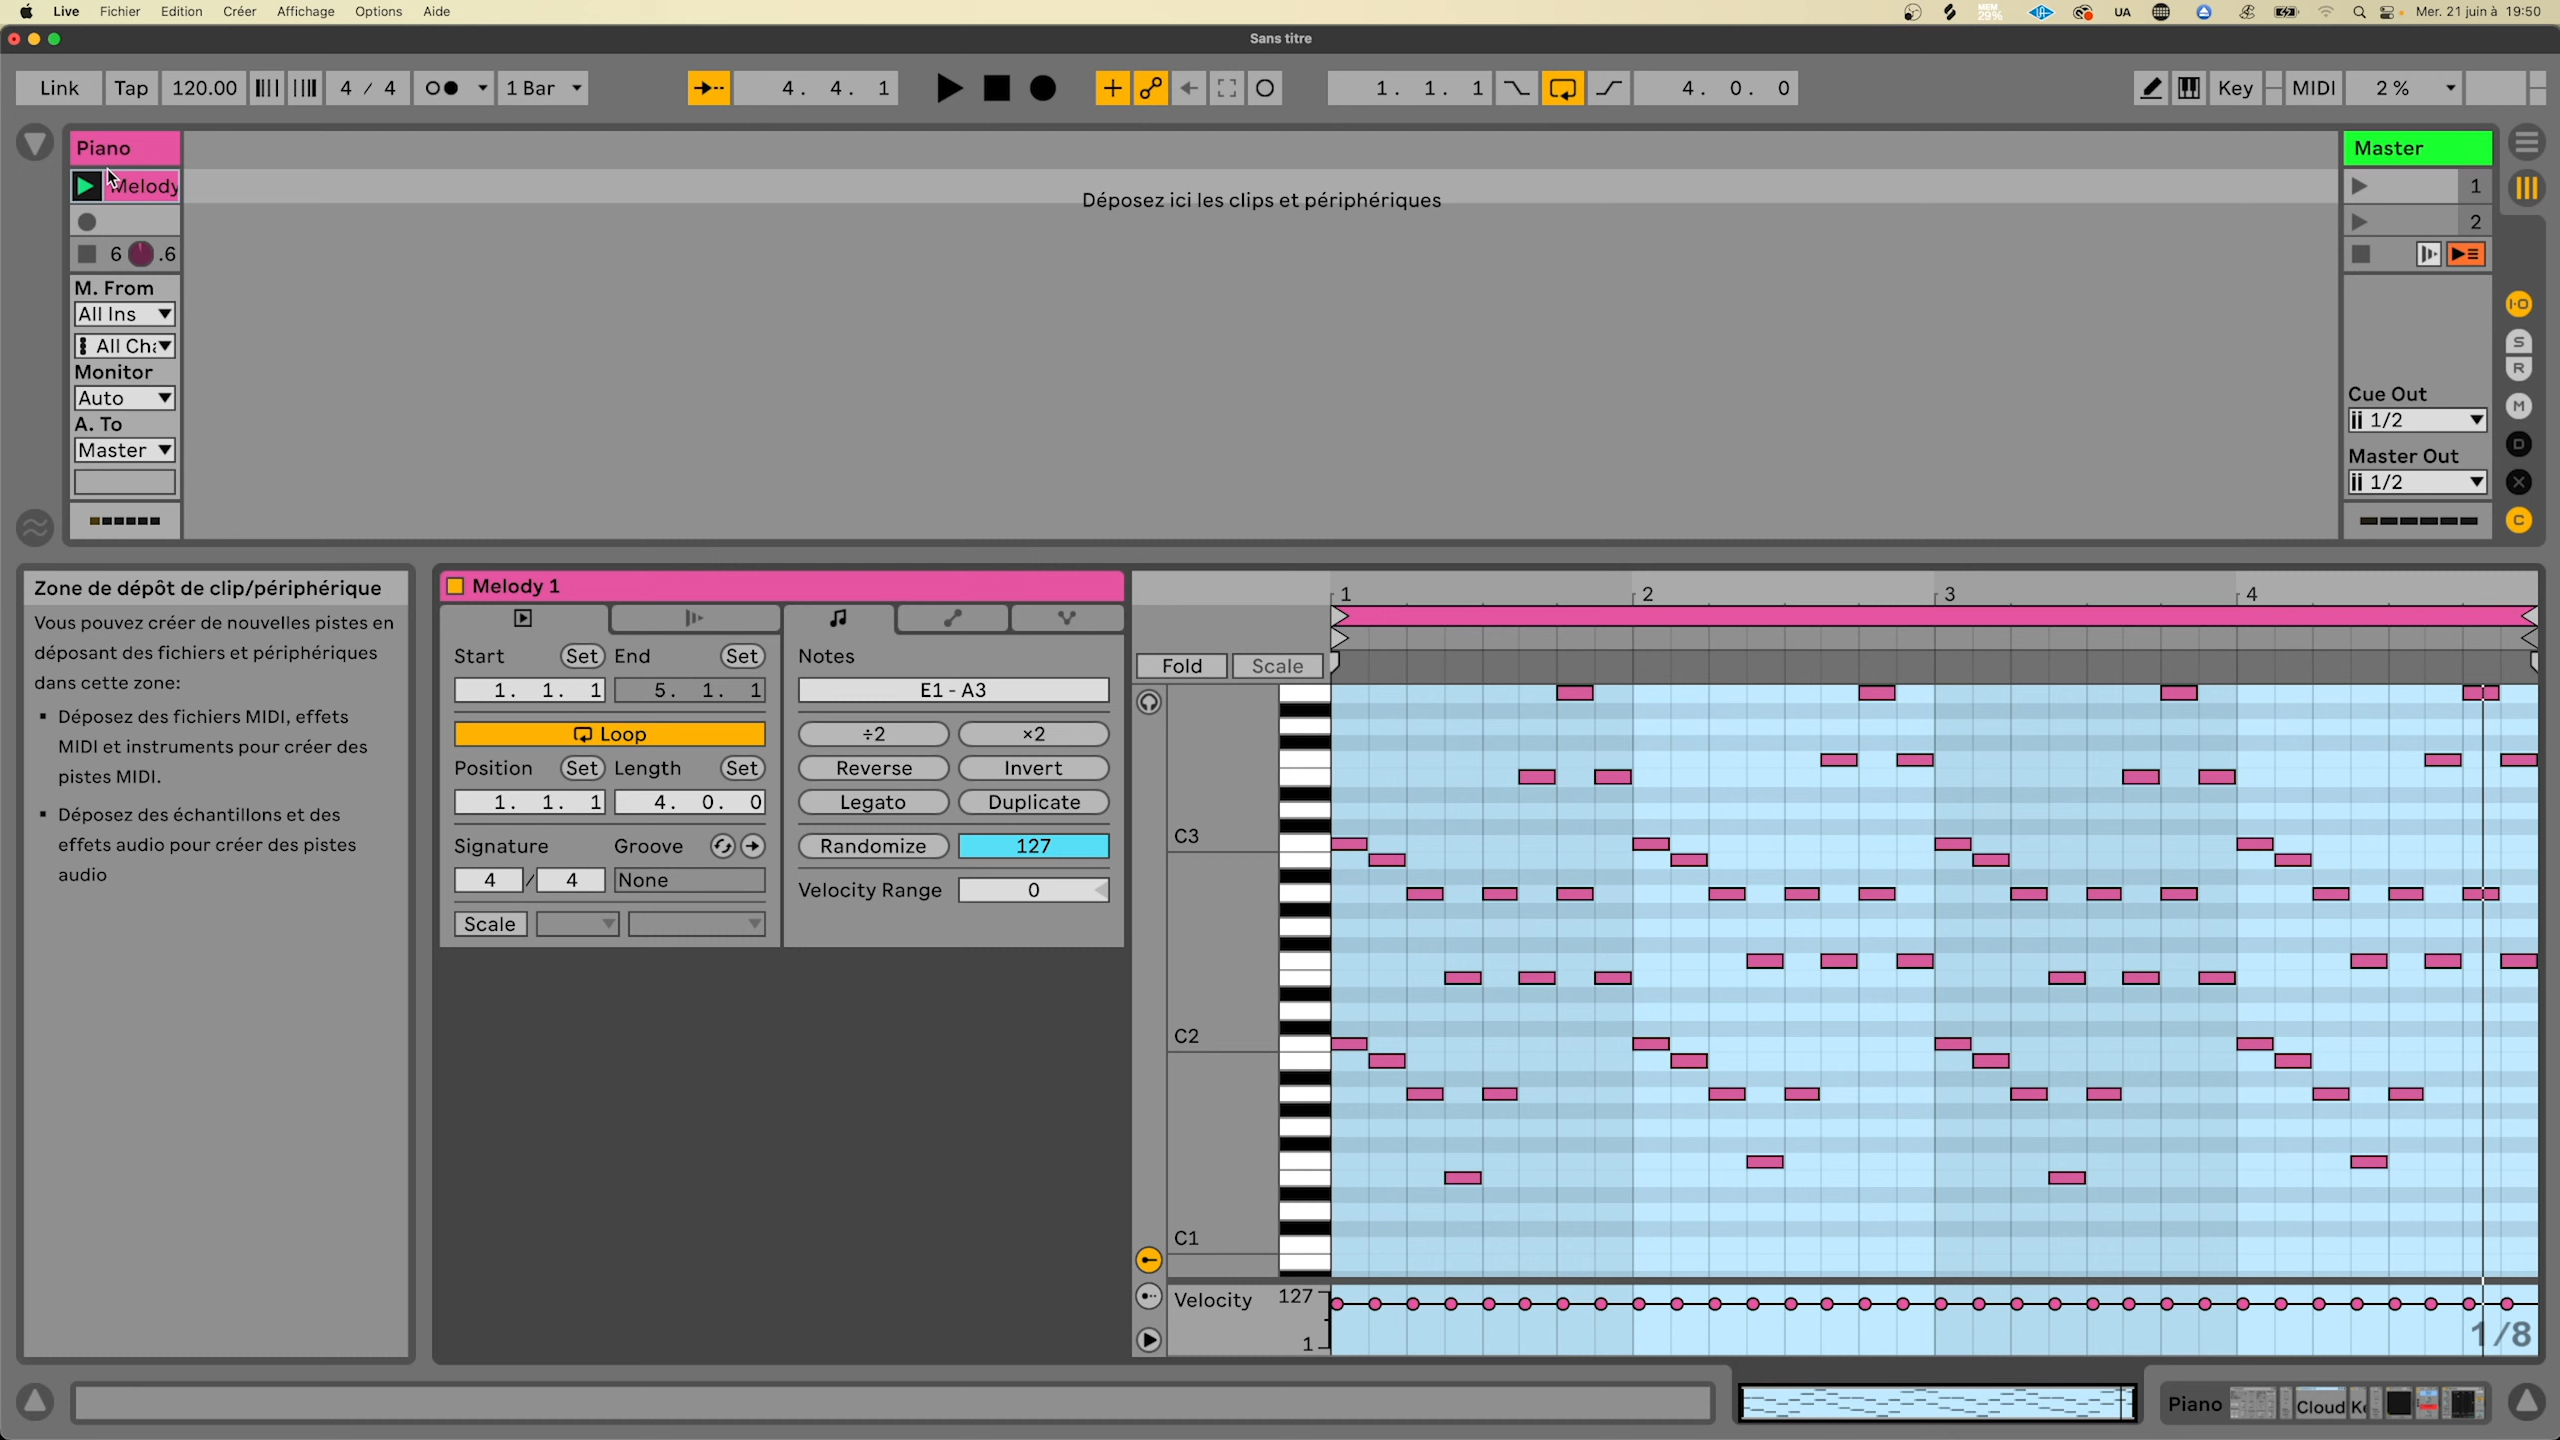 Live Fichier Edition Créer Affichage Options Aide
MEM 29% UA Mer. 21 juin à 19:50
Sans titre
Link Tap 120.00 4 / 4 1 Bar 4. 4. 1 1. 1. 1 4. 0. 0 Key MIDI 2 %
Piano
Melody
6 .6
M. From
All Ins
All Cha
Monitor
Auto
A. To
Master
Déposez ici les clips et périphériques
Master
1
2
Cue Out
1/2
Master Out
1/2
I·O
S
R
M
D
X
C
Zone de dépôt de clip/périphérique
Vous pouvez créer de nouvelles pistes en
déposant des fichiers et périphériques
dans cette zone:
▪ Déposez des fichiers MIDI, effets
MIDI et instruments pour créer des
pistes MIDI.
▪ Déposez des échantillons et des
effets audio pour créer des pistes
audio
Melody 1
Start Set End Set
1. 1. 1 5. 1. 1
Loop
Position Set Length Set
1. 1. 1 4. 0. 0
Signature Groove
4 / 4 None
Scale
Notes
E1 - A3
÷2 ×2
Reverse Invert
Legato Duplicate
Randomize 127
Velocity Range 0
1 2 3 4
Fold Scale
C3
C2
C1
Velocity 127
1
1/8
Piano Cloud Ke